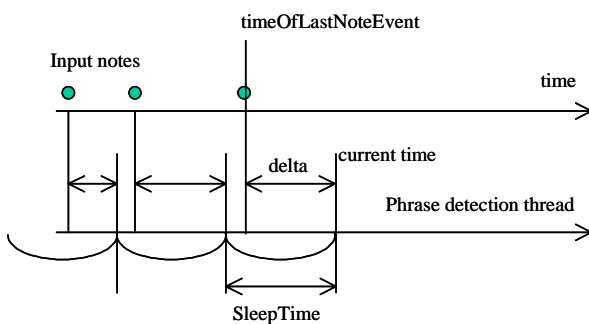 timeOfLastNoteEvent
Input notes
time
current time
delta
Phrase detection thread
SleepTime